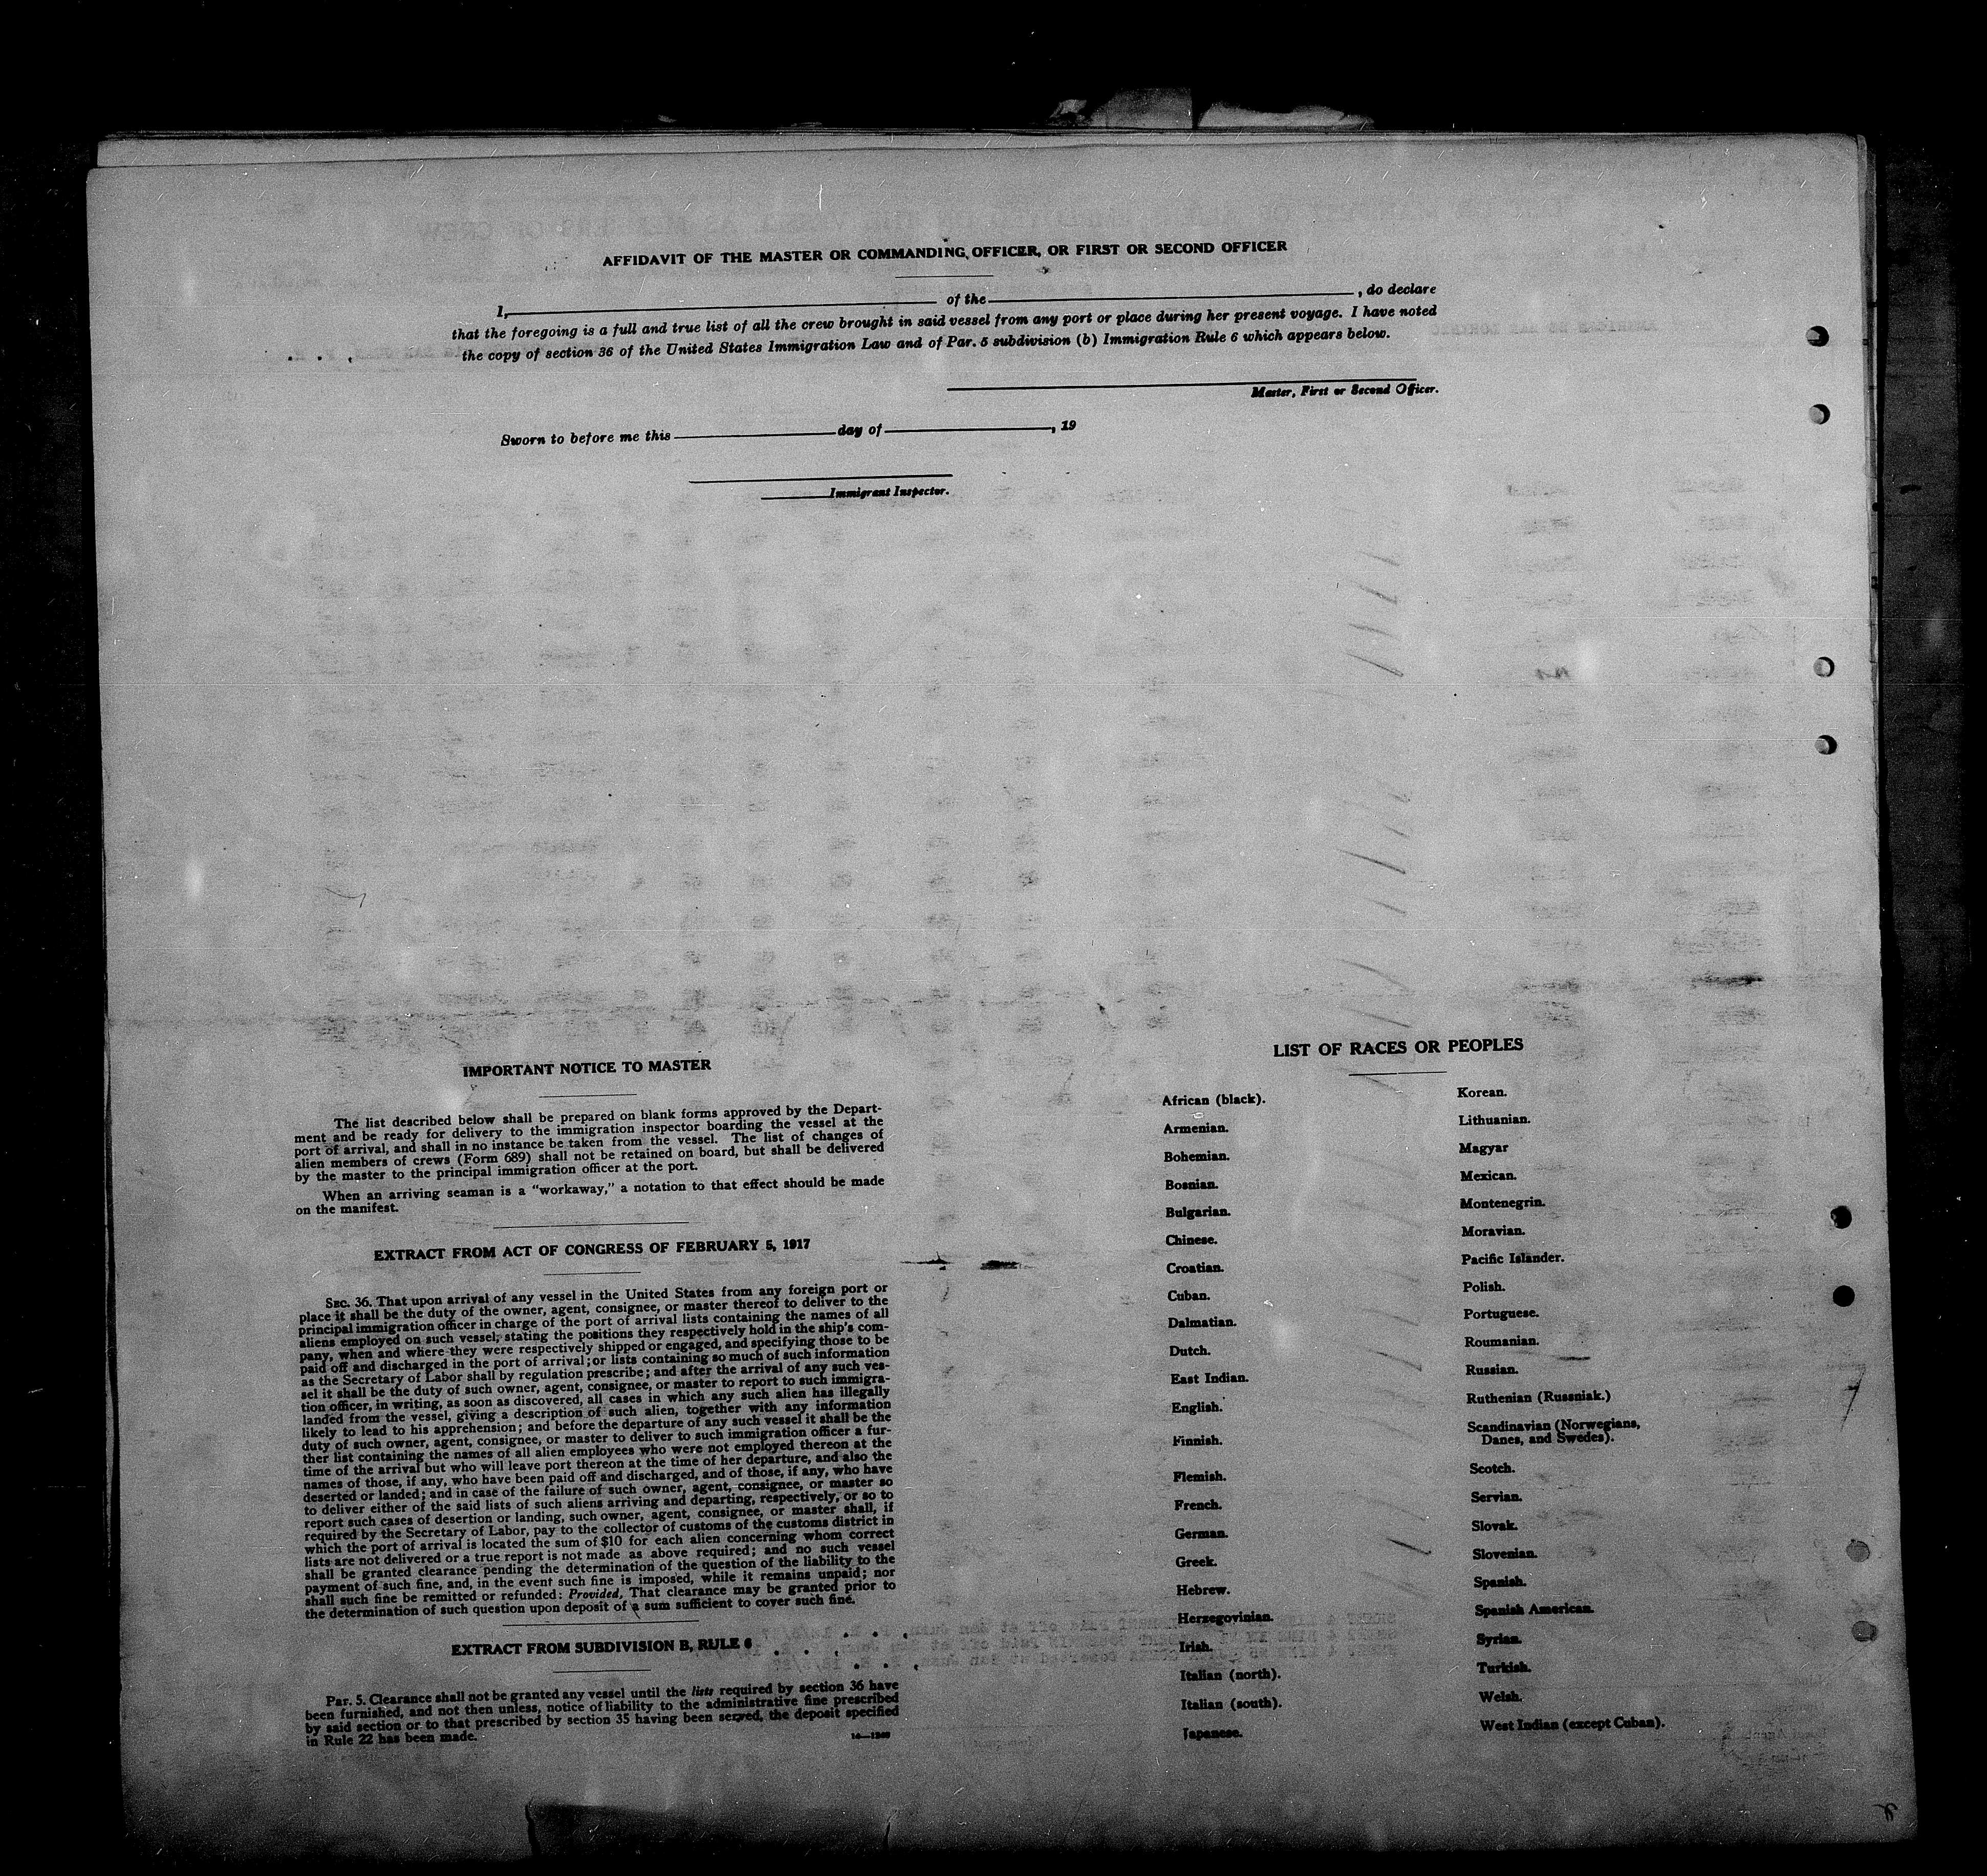 AFFIDAVIT OF THE MASTER OR COMMANDING OFFICER, OR FIRST OR SECOND OFFICER
I, of the , do declare
that the foregoing is a full and true list of all the crew brought in said vessel from any port or place during her present voyage. I have noted
the copy of section 36 of the United States Immigration Law and of Par. 5 subdivision (b) Immigration Rule 6 which appears below.
Master, First or Second Officer.
Sworn to before me this day of , 19
Immigrant Inspector.
IMPORTANT NOTICE TO MASTER
The list described below shall be prepared on blank forms approved by the Depart-
ment and be ready for delivery to the immigration inspector boarding the vessel at the
port of arrival, and shall in no instance be taken from the vessel. The list of changes of
alien members of crews (Form 689) shall not be retained on board, but shall be delivered
by the master to the principal immigration officer at the port.
When an arriving seaman is a "workaway," a notation to that effect should be made
on the manifest.
EXTRACT FROM ACT OF CONGRESS OF FEBRUARY 5, 1917
SEC. 36. That upon arrival of any vessel in the United States from any foreign port or
place it shall be the duty of the owner, agent, consignee, or master thereof to deliver to the
principal immigration officer in charge of the port of arrival lists containing the names of all
aliens employed on such vessel, stating the positions they respectively hold in the ship's com-
pany, when and where they were respectively shipped or engaged, and specifying those to be
paid off and discharged in the port of arrival; or lists containing so much of such information
as the Secretary of Labor shall by regulation prescribe; and after the arrival of any such ves-
sel it shall be the duty of such owner, agent, consignee, or master to report to such immigra-
tion officer, in writing, as soon as discovered, all cases in which any such alien has illegally
landed from the vessel, giving a description of such alien, together with any information
likely to lead to his apprehension; and before the departure of any such vessel it shall be the
duty of such owner, agent, consignee, or master to deliver to such immigration officer a fur-
ther list containing the names of all alien employees who were not employed thereon at the
time of the arrival but who will leave port thereon at the time of her departure, and also the
names of those, if any, who have been paid off and discharged, and of those, if any, who have
deserted or landed; and in case of the failure of such owner, agent, consignee, or master so
to deliver either of the said lists of such aliens arriving and departing, respectively, or so to
report such cases of desertion or landing, such owner, agent, consignee, or master shall, if
required by the Secretary of Labor, pay to the collector of customs of the customs district in
which the port of arrival is located the sum of $10 for each alien concerning whom correct
lists are not delivered or a true report is not made as above required; and no such vessel
shall be granted clearance pending the determination of the question of the liability to the
payment of such fine, and, in the event such fine is imposed, while it remains unpaid; nor
shall such fine be remitted or refunded: Provided, That clearance may be granted prior to
the determination of such question upon deposit of a sum sufficient to cover such fine.
EXTRACT FROM SUBDIVISION B, RULE 6
Par. 5. Clearance shall not be granted any vessel until the lists required by section 36 have
been furnished, and not then unless, notice of liability to the administrative fine prescribed
by said section or to that prescribed by section 35 having been served, the deposit specified
in Rule 22 has been made.
LIST OF RACES OR PEOPLES
African (black).
Armenian.
Bohemian.
Bosnian.
Bulgarian.
Chinese.
Croatian.
Cuban.
Dalmatian.
Dutch.
East Indian.
English.
Finnish.
Flemish.
French.
German.
Greek.
Hebrew.
Herzegovinian.
Irish.
Italian (north).
Italian (south).
Japanese.
Korean.
Lithuanian.
Magyar
Mexican.
Montenegrin.
Moravian.
Pacific Islander.
Polish.
Portuguese.
Roumanian.
Russian.
Ruthenian (Russniak.)
Scandinavian (Norwegians,
Danes, and Swedes).
Scotch.
Servian.
Slovak.
Slovenian.
Spanish.
Spanish American.
Syrian.
Turkish.
Welsh.
West Indian (except Cuban).